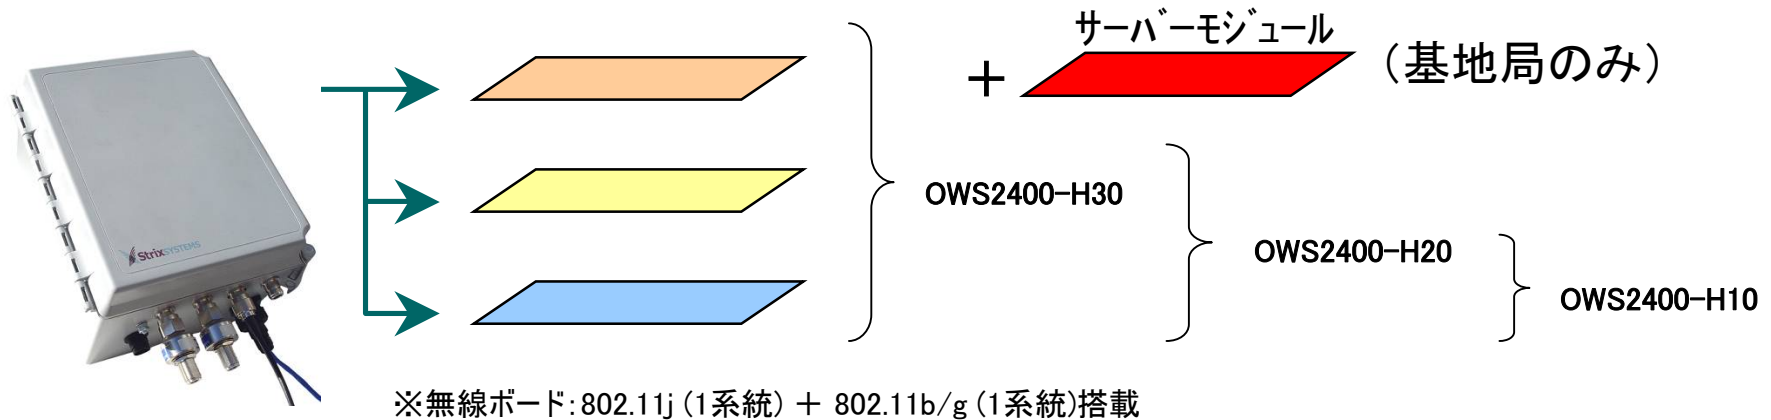 サーバーモジュール
+
(基地局のみ)
OWS2400-H30
OWS2400-H20
OWS2400-H10
StrixSYSTEMS
※無線ボード:802.11j (1系統) + 802.11b/g (1系統)搭載